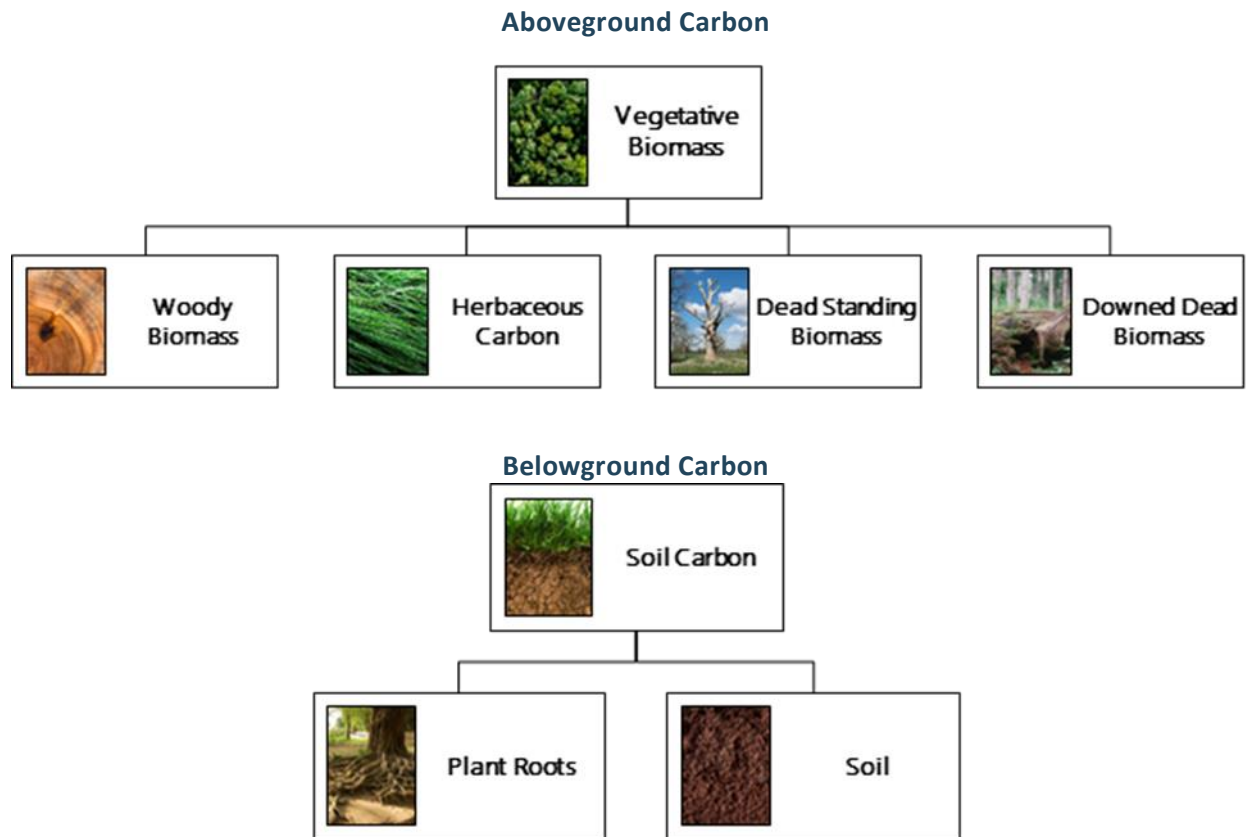 Aboveground Carbon
Vegetative
Biomass
Woody
Biomass
Herbaceous
Carbon
Dead Standing
Biomass
Downed Dead
Biomass
Belowground Carbon
Soil Carbon
Plant Roots
Soil